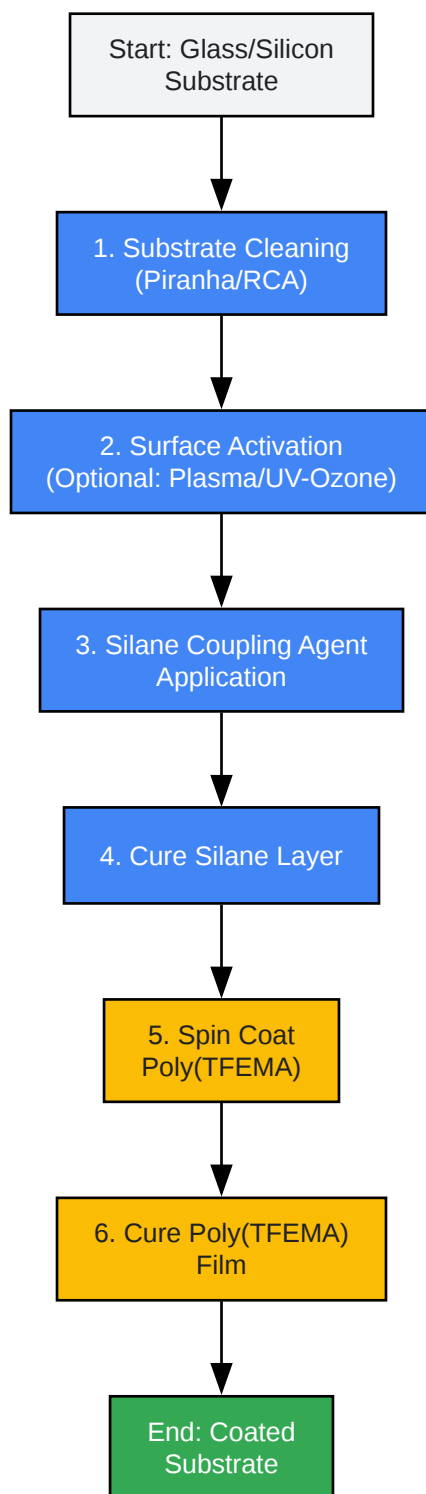 Start: Glass/Silicon
Substrate
1. Substrate Cleaning
(Piranha/RCA)
2. Surface Activation
(Optional: Plasma/UV-Ozone)
3. Silane Coupling Agent
Application
4. Cure Silane Layer
5. Spin Coat
Poly(TFEMA)
6. Cure Poly(TFEMA)
Film
End: Coated
Substrate